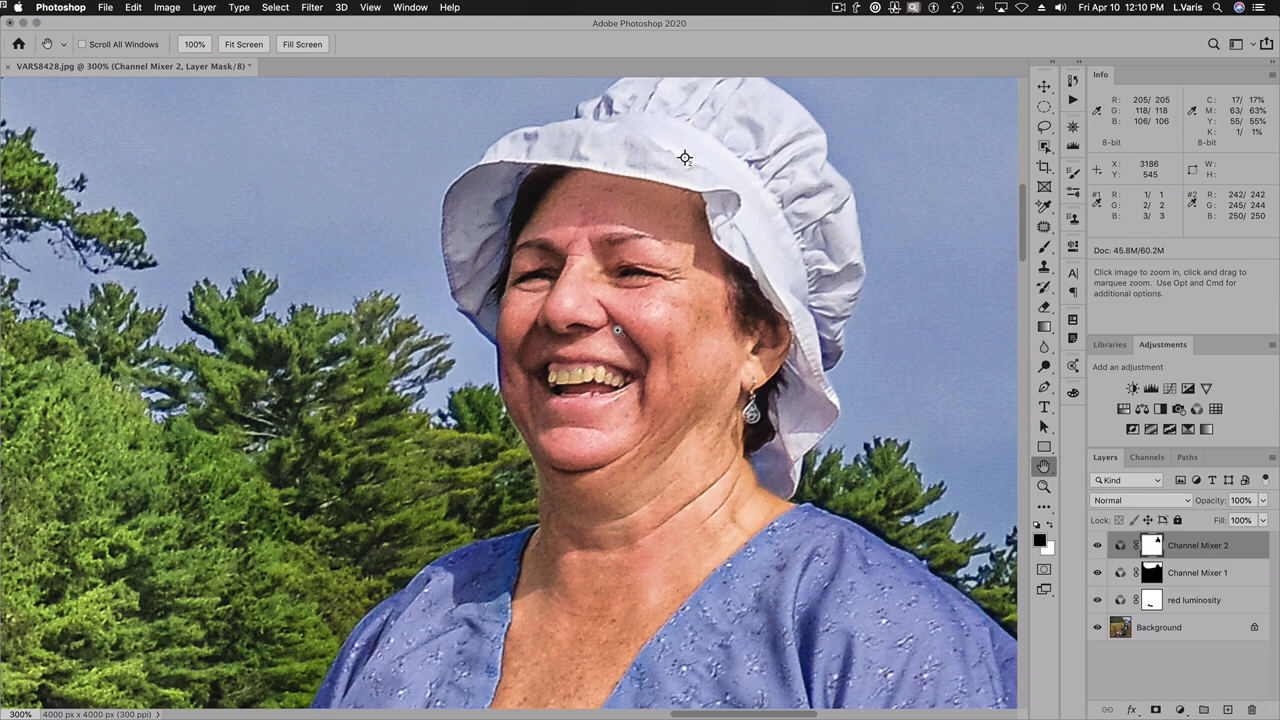 Photoshop File Edit Image Layer Type Select Filter 3D View Window Help Fri Apr 10 12:10 PM L.Varis
Adobe Photoshop 2020
Scroll All Windows 100% Fit Screen Fill Screen
× VARS8428.jpg @ 300% (Channel Mixer 2, Layer Mask/8) *
Info
R: 205/ 205 C: 17/ 17%
G: 118/ 118 M: 63/ 63%
B: 106/ 106 Y: 55/ 55%
K: 1/ 1%
8-bit 8-bit
X: 3186 W:
Y: 545 H:
#1 R: 1/ 1 #2 R: 242/ 242
G: 2/ 2 G: 245/ 244
B: 3/ 3 B: 250/ 250
Doc: 45.8M/60.2M
Click image to zoom in, click and drag to
marquee zoom. Use Opt and Cmd for
additional options.
Libraries Adjustments
Add an adjustment
Layers Channels Paths
Kind
Normal Opacity: 100%
Lock: Fill: 100%
Channel Mixer 2
Channel Mixer 1
red luminosity
Background
300% 4000 px x 4000 px (300 ppi)
2